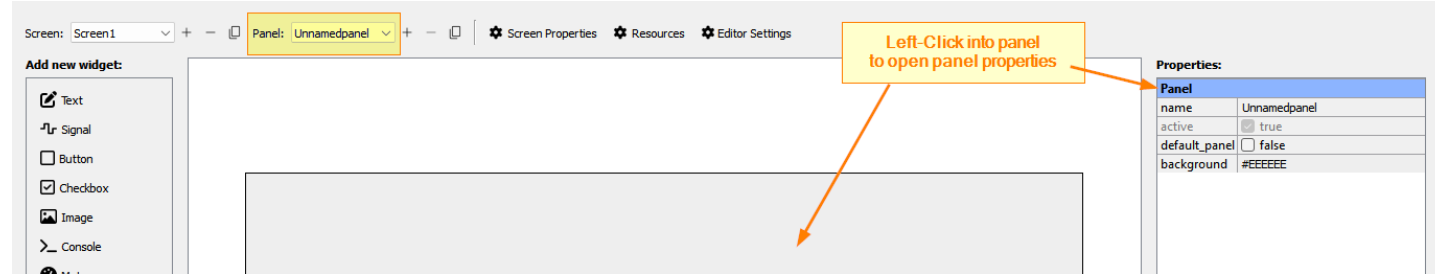 Screen: Screen1 Panel: Unnamedpanel Screen Properties Resources Editor Settings
Left-Click into panel
to open panel properties
Add new widget:
Text
Signal
Button
Checkbox
Image
Console
Properties:
Panel
name Unnamedpanel
active true
default_panel false
background #EEEEEE